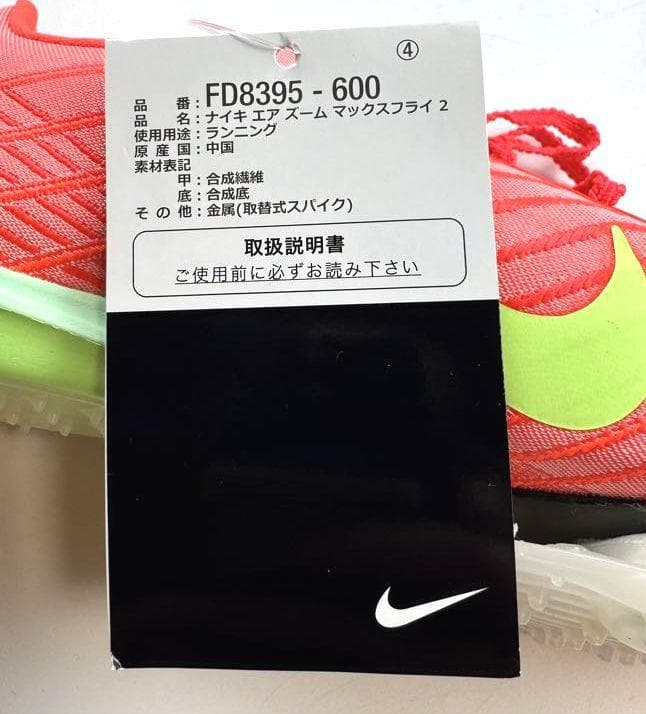 ④
品番：FD8395 - 600
品名：ナイキ エア ズーム マックスフライ 2
使用用途：ランニング
原産国：中国
素材表記
甲：合成繊維
底：合成底
その他：金属(取替式スパイク)
取扱説明書
ご使用前に必ずお読み下さい